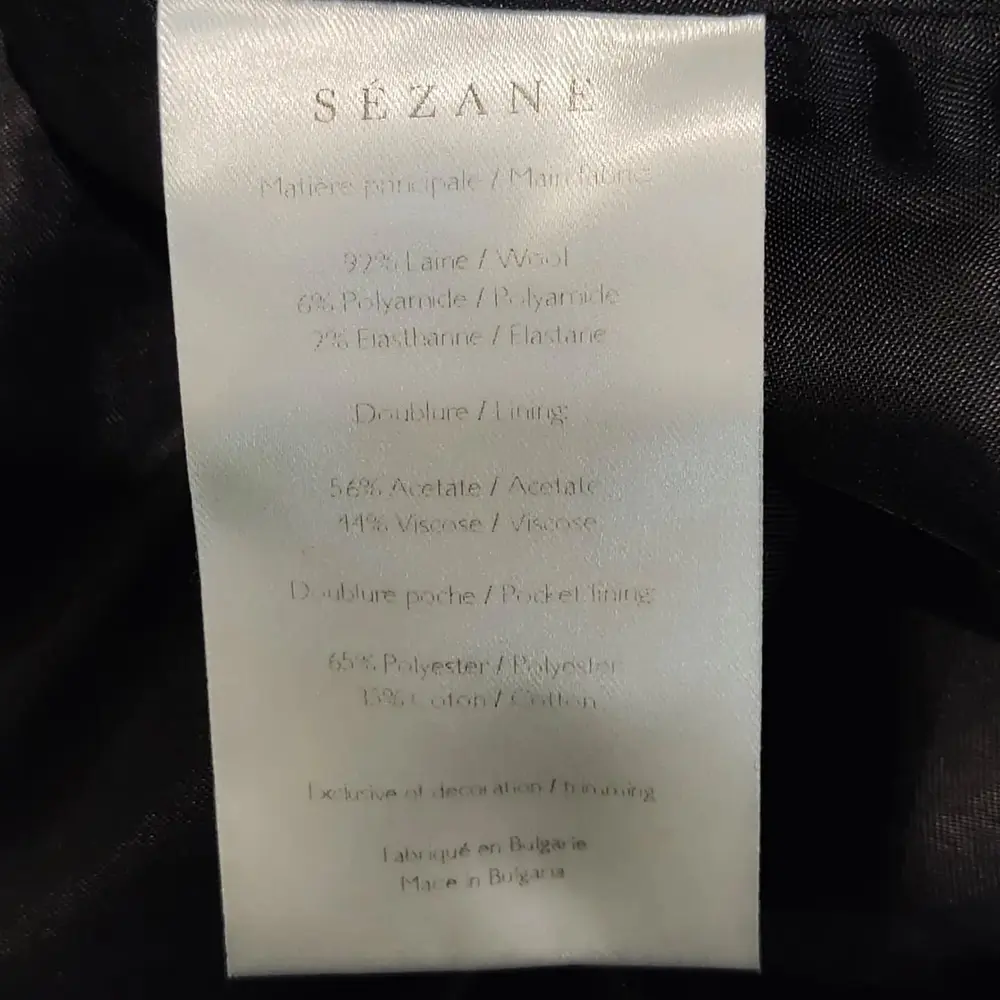 SÉZANE
Matière principale / Main fabric
92% Laine / Wool
6% Polyamide / Polyamide
2% Elasthanne / Elastane
Doublure / Lining:
56% Acetate / Acetate
44% Viscose / Viscose
Doublure poche / Pocket lining:
65% Polyester / Polyester
35% Coton / Cotton
Exclusive of decoration / trimming
Fabriqué en Bulgarie
Made in Bulgaria